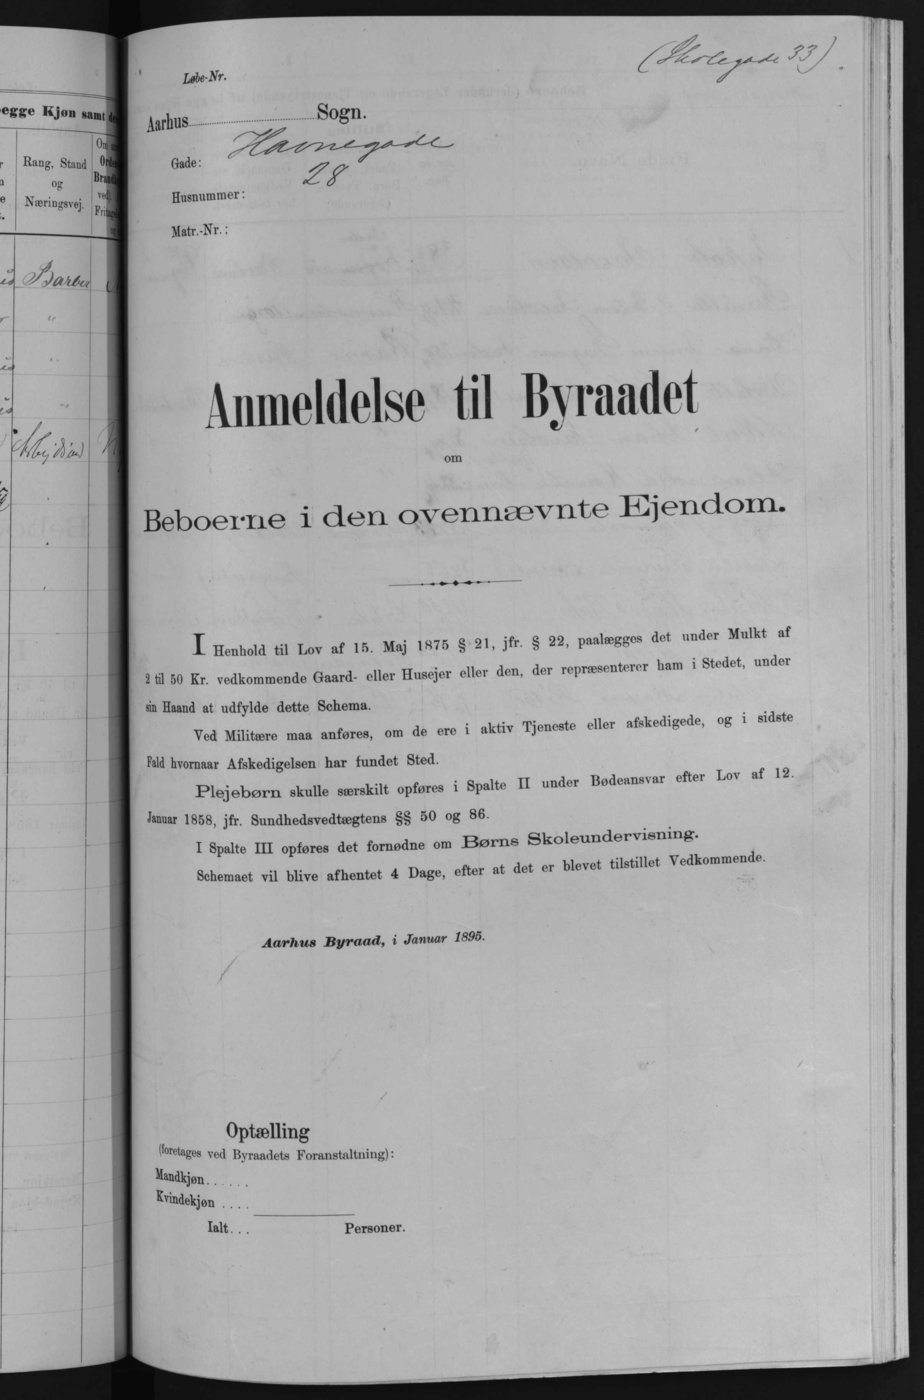 egge Kjøn samt de
Rang, Stand
og
Næringsvej.
Barber
"
"
(Skolegade 33)
Løbe-Nr.
Aarhus Sogn.
Gade: Havnegade
Husnummer: 28
Matr.-Nr.:
Anmeldelse til Byraadet
om
Beboerne i den ovennævnte Ejendom.
I Henhold til Lov af 15. Maj 1875 § 21, jfr. § 22, paalægges det under Mulkt af
2 til 50 Kr. vedkommende Gaard- eller Husejer eller den, der repræsenterer ham i Stedet, under
sin Haand at udfylde dette Schema.
Ved Militære maa anføres, om de ere i aktiv Tjeneste eller afskedigede, og i sidste
Fald hvornaar Afskedigelsen har fundet Sted.
Plejebørn skulle særskilt opføres i Spalte II under Bødeansvar efter Lov af 12.
Januar 1858, jfr. Sundhedsvedtægtens §§ 50 og 86.
I Spalte III opføres det fornødne om Børns Skoleundervisning.
Schemaet vil blive afhentet 4 Dage, efter at det er blevet tilstillet Vedkommende.
Aarhus Byraad, i Januar 1895.
Optælling
(foretages ved Byraadets Foranstaltning):
Mandkjøn......
Kvindekjøn ....
Ialt... Personer.